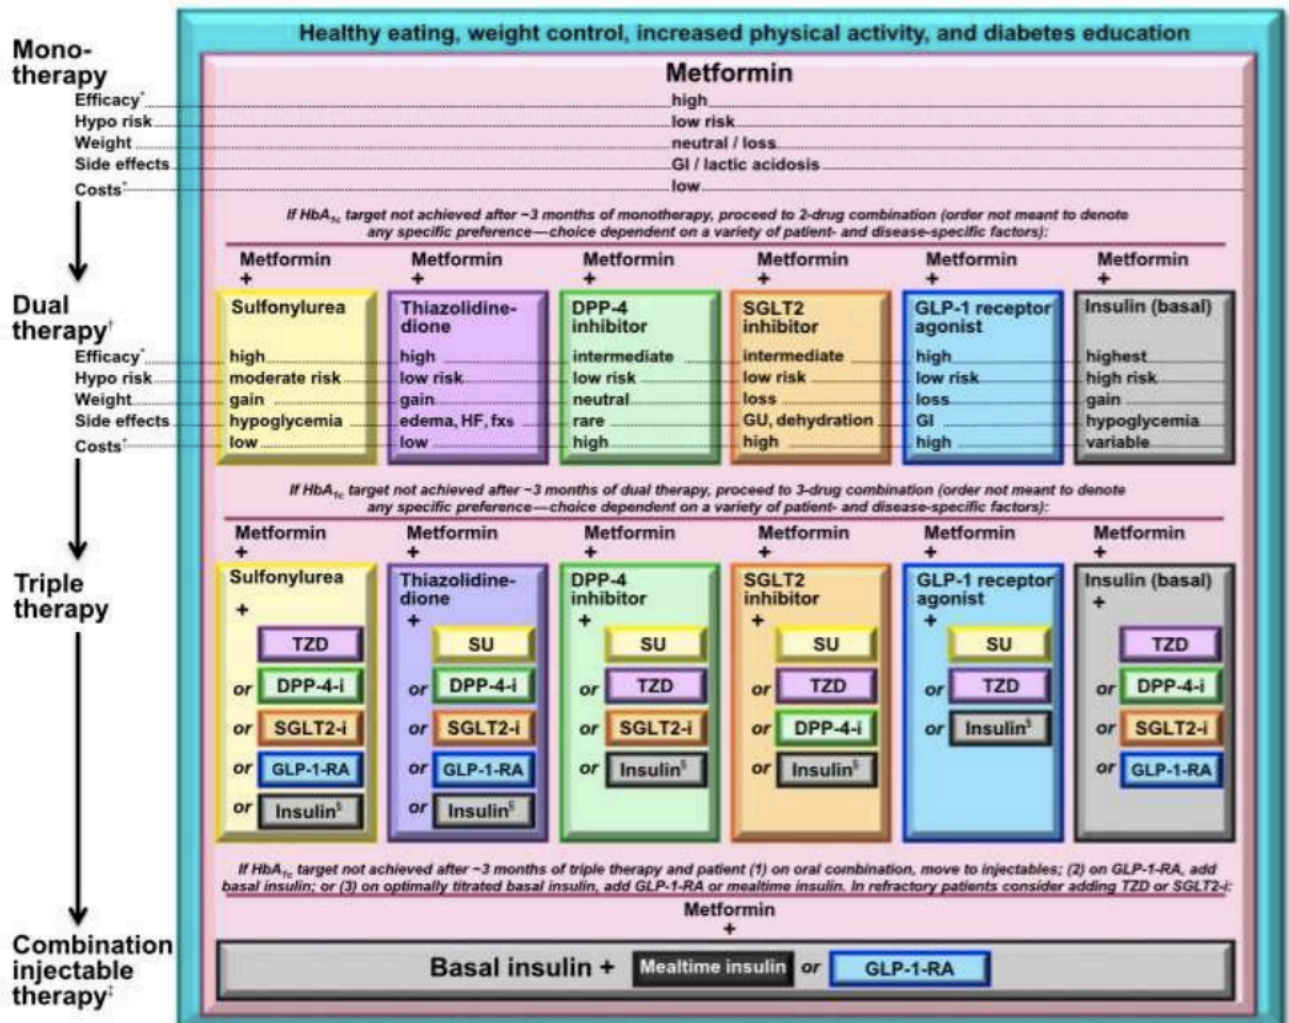 Healthy eating, weight control, increased physical activity, and diabetes education
Mono-
therapy
Metformin
Efficacy* high
Hypo risk low risk
Weight neutral / loss
Side effects GI / lactic acidosis
Costs* low
If HbA1c target not achieved after ~3 months of monotherapy, proceed to 2-drug combination (order not meant to denote
any specific preference—choice dependent on a variety of patient- and disease-specific factors):
Metformin Metformin Metformin Metformin Metformin Metformin
+ + + + + +
Dual
therapy†
Sulfonylurea
Thiazolidine-
dione
DPP-4
inhibitor
SGLT2
inhibitor
GLP-1 receptor
agonist
Insulin (basal)
Efficacy* high high intermediate intermediate high highest
Hypo risk moderate risk low risk low risk low risk low risk high risk
Weight gain gain neutral loss loss gain
Side effects hypoglycemia edema, HF, fxs rare GU, dehydration GI hypoglycemia
Costs* low low high high high variable
If HbA1c target not achieved after ~3 months of dual therapy, proceed to 3-drug combination (order not meant to denote
any specific preference—choice dependent on a variety of patient- and disease-specific factors):
Metformin Metformin Metformin Metformin Metformin Metformin
+ + + + + +
Triple
therapy
Sulfonylurea
+
TZD
or DPP-4-i
or SGLT2-i
or GLP-1-RA
or Insulin§
Thiazolidine-
dione
+
SU
or DPP-4-i
or SGLT2-i
or GLP-1-RA
or Insulin§
DPP-4
inhibitor
+
SU
or TZD
or SGLT2-i
or Insulin§
SGLT2
inhibitor
+
SU
or TZD
or DPP-4-i
or Insulin§
GLP-1 receptor
agonist
+
SU
or TZD
or Insulin§
Insulin (basal)
+
TZD
or DPP-4-i
or SGLT2-i
or GLP-1-RA
If HbA1c target not achieved after ~3 months of triple therapy and patient (1) on oral combination, move to injectables; (2) on GLP-1-RA, add
basal insulin; or (3) on optimally titrated basal insulin, add GLP-1-RA or mealtime insulin. In refractory patients consider adding TZD or SGLT2-i:
Metformin
+
Combination
injectable
therapy‡
Basal insulin + Mealtime insulin or GLP-1-RA